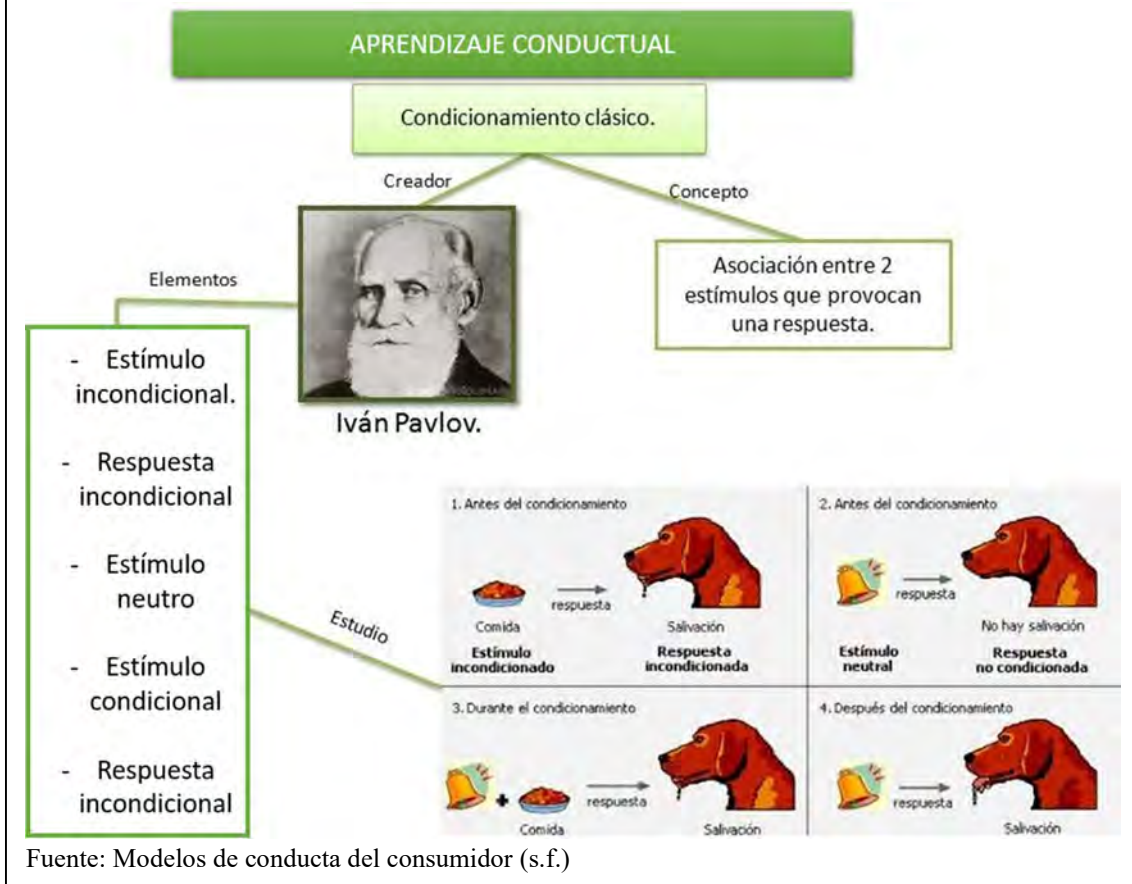 APRENDIZAJE CONDUCTUAL
Condicionamiento clásico.
Creador
Concepto
Elementos
Asociación entre 2
estímulos que provocan
una respuesta.
Iván Pavlov.
- Estímulo
incondicional.
- Respuesta
incondicional
- Estímulo
neutro
- Estímulo
condicional
- Respuesta
incondicional
Estudio
1. Antes del condicionamiento
respuesta
Comida
Salivación
Estímulo
incondicionado
Respuesta
incondicionada
2. Antes del condicionamiento
respuesta
No hay salivación
Estímulo
neutral
Respuesta
no condicionada
3. Durante el condicionamiento
+
respuesta
Comida
Salivación
4. Después del condicionamiento
respuesta
Salivación
Fuente: Modelos de conducta del consumidor (s.f.)